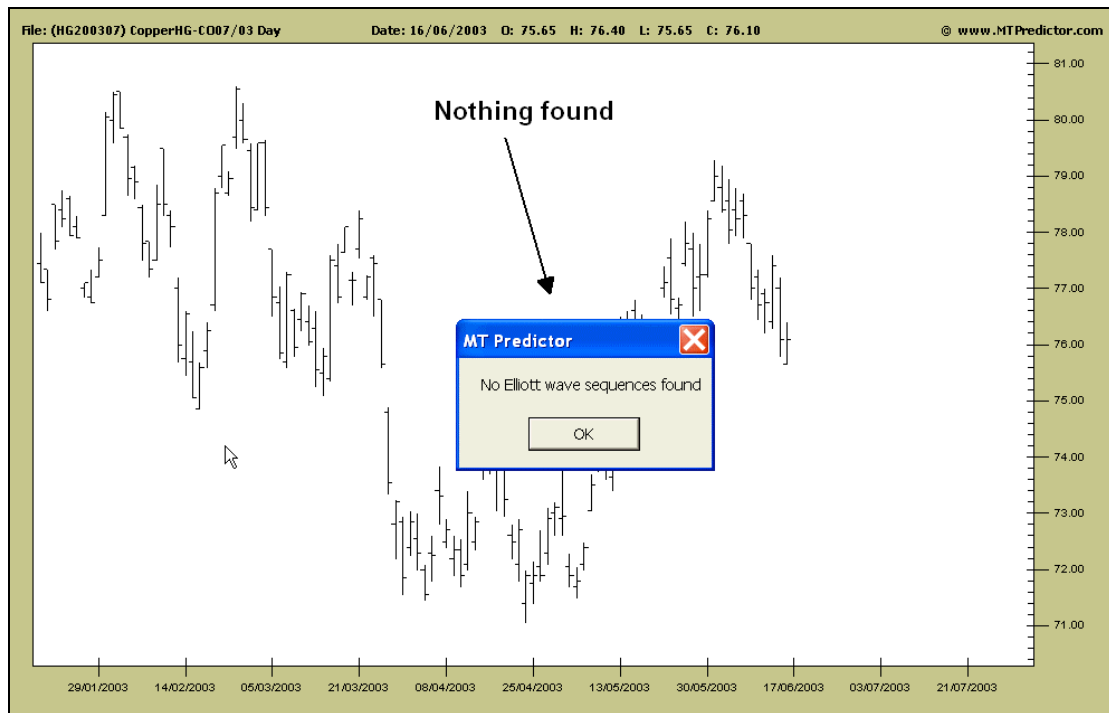 File: (HG200307) CopperHG-CO07/03 Day Date: 16/06/2003 O: 75.65 H: 76.40 L: 75.65 C: 76.10 © www.MTPredictor.com
81.00
Nothing found
80.00
79.00
78.00
77.00
MT Predictor
76.00
No Elliott wave sequences found
75.00
OK
74.00
73.00
72.00
71.00
29/01/2003 14/02/2003 05/03/2003 21/03/2003 08/04/2003 25/04/2003 13/05/2003 30/05/2003 17/06/2003 03/07/2003 21/07/2003